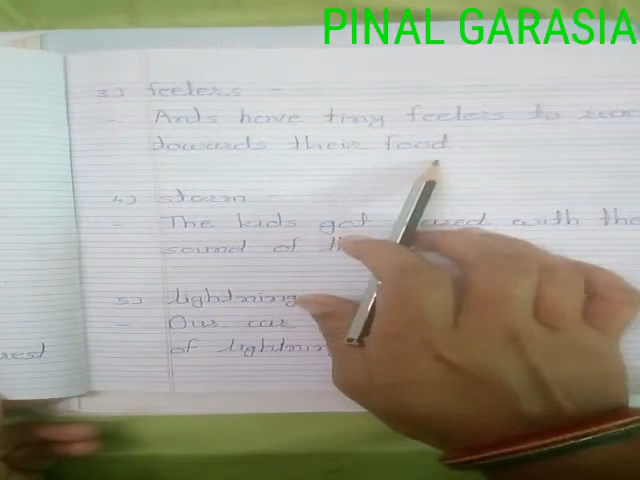 PINAL GARASIA
3) feelers -
- Ants have tiny feelers to
towards their food
4) storm -
- The kids got with the
sound of
5) lightning
- Our car
of lightning
rest